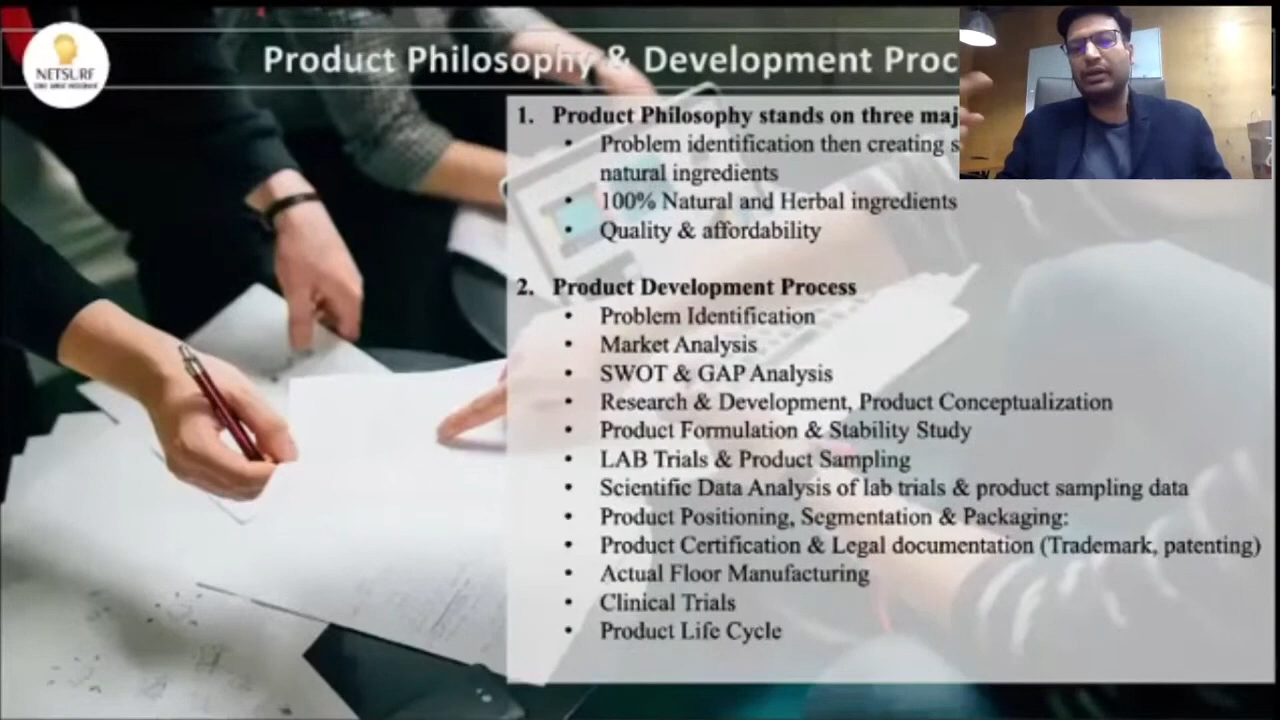 NETSURF
Product Philosophy & Development Proc
1. Product Philosophy stands on three maj
• Problem identification then creating s
natural ingredients
• 100% Natural and Herbal ingredients
• Quality & affordability
2. Product Development Process
• Problem Identification
• Market Analysis
• SWOT & GAP Analysis
• Research & Development, Product Conceptualization
• Product Formulation & Stability Study
• LAB Trials & Product Sampling
• Scientific Data Analysis of lab trials & product sampling data
• Product Positioning, Segmentation & Packaging:
• Product Certification & Legal documentation (Trademark, patenting)
• Actual Floor Manufacturing
• Clinical Trials
• Product Life Cycle